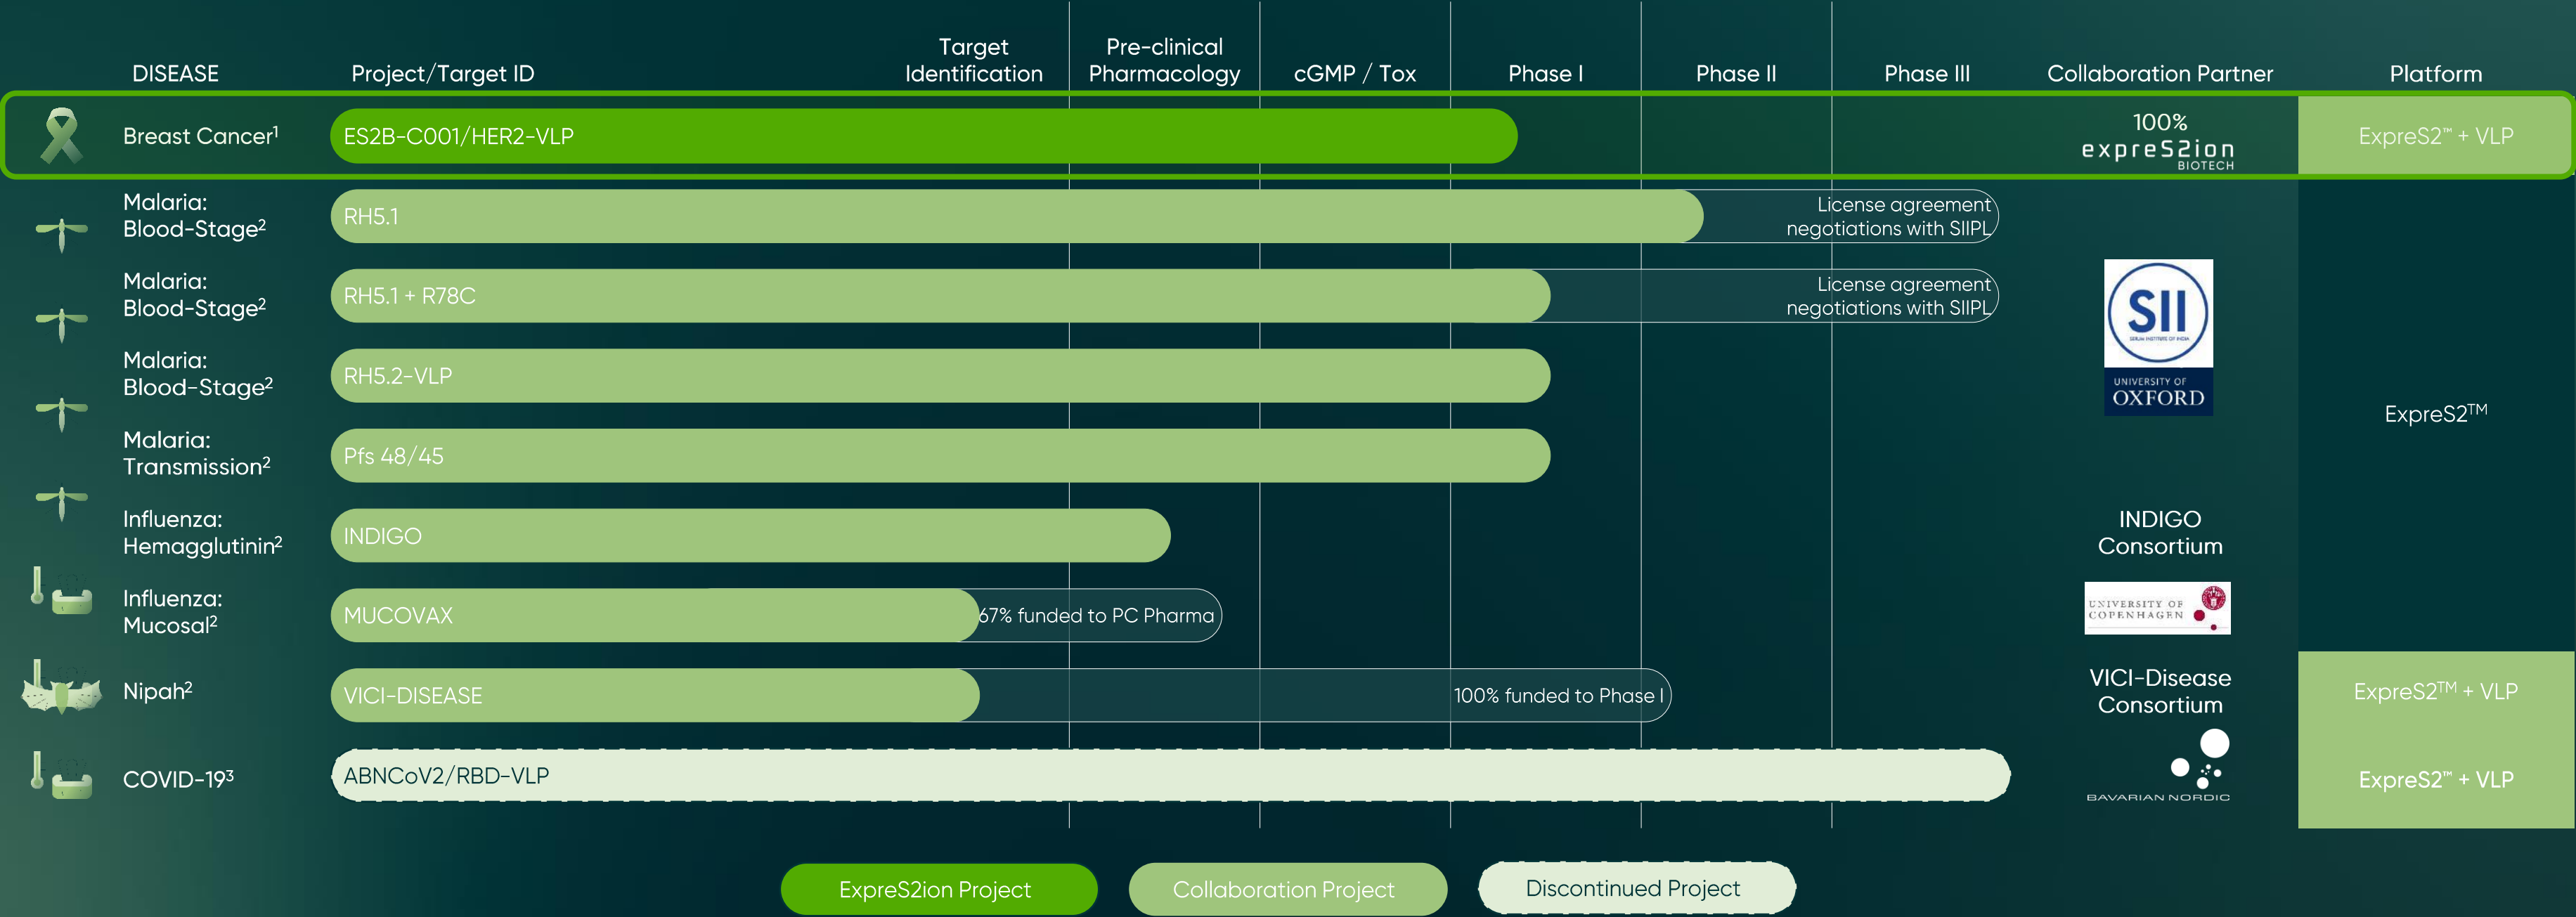 Target
Identification
Pre-clinical
Pharmacology
DISEASE
Project/Target ID
cGMP / Tox
Phase I
Phase II
Phase III
Collaboration Partner
Platform
Breast Cancer¹
ES2B-C001/HER2-VLP
100%
expreS2ion
BIOTECH
ExpreS2™ + VLP
Malaria:
Blood-Stage²
RH5.1
License agreement
negotiations with SIIPL
Malaria:
Blood-Stage²
RH5.1 + R78C
License agreement
negotiations with SIIPL
SII
SERUM INSTITUTE OF INDIA
Malaria:
Blood-Stage²
RH5.2-VLP
UNIVERSITY OF
OXFORD
ExpreS2™
Malaria:
Transmission²
Pfs 48/45
Influenza:
Hemagglutinin²
INDIGO
INDIGO
Consortium
Influenza:
Mucosal²
MUCOVAX
67% funded to PC Pharma
UNIVERSITY OF
COPENHAGEN
Nipah²
VICI-DISEASE
100% funded to Phase I
VICI-Disease
Consortium
ExpreS2™ + VLP
COVID-19³
ABNCoV2/RBD-VLP
BAVARIAN NORDIC
ExpreS2™ + VLP
ExpreS2ion Project
Collaboration Project
Discontinued Project